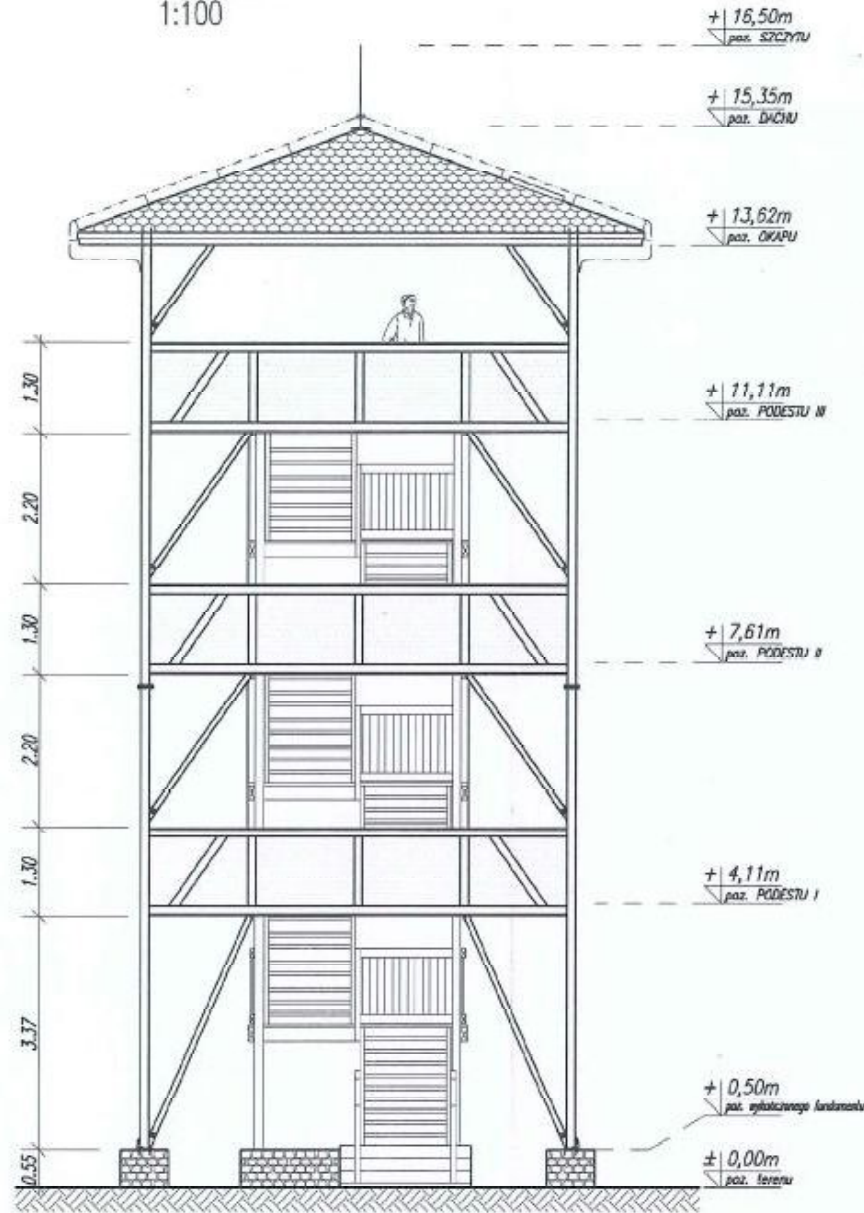 1:100
+ 16,50m
poz. SZCZYTU
+ 15,35m
poz. DACHU
+ 13,62m
poz. OKAPU
1.30
+ 11,11m
poz. PODESTU III
2.20
1.30
+ 7,61m
poz. PODESTU II
2.20
1.30
+ 4,11m
poz. PODESTU I
3.37
+ 0,50m
poz. wykończonego fundamentu
0.55
± 0,00m
poz. terenu